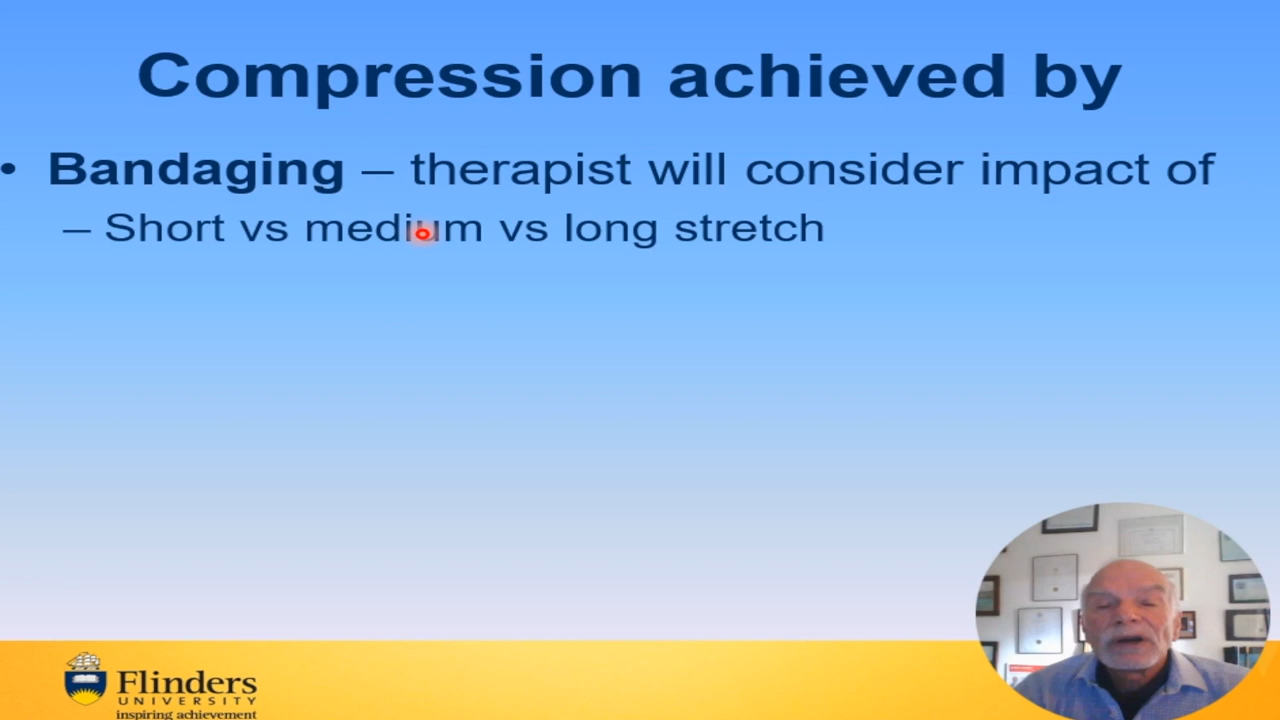 Compression achieved by
• Bandaging – therapist will consider impact of
– Short vs medium vs long stretch
Flinders
UNIVERSITY
inspiring achievement